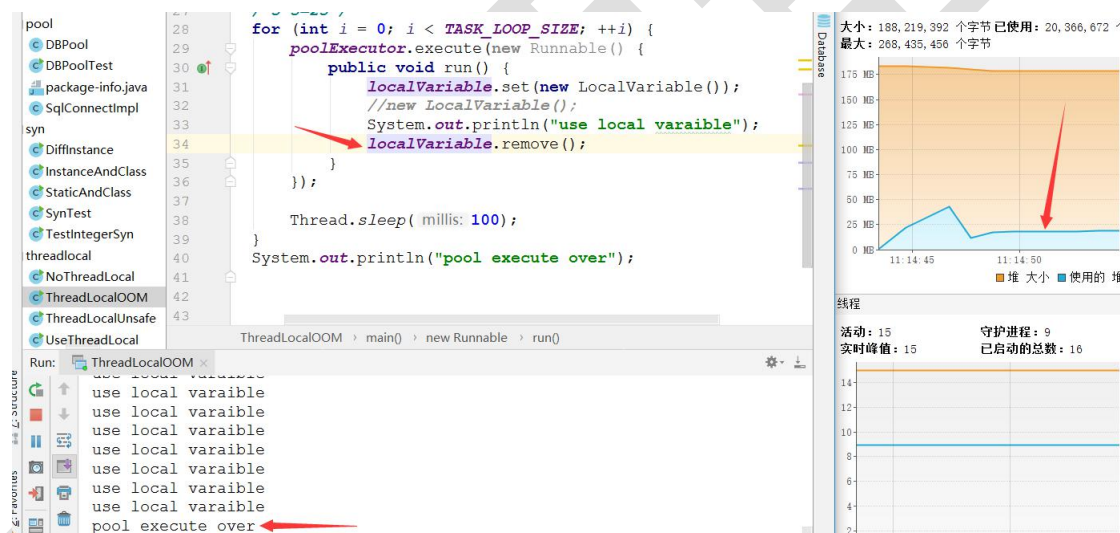 pool
DBPool
DBPoolTest
package-info.java
SqlConnectImpl
syn
DiffInstance
InstanceAndClass
StaticAndClass
SynTest
TestIntegerSyn
threadlocal
NoThreadLocal
ThreadLocalOOM
ThreadLocalUnsafe
UseThreadLocal
28 for (int i = 0; i < TASK_LOOP_SIZE; ++i) {
29 poolExecutor.execute(new Runnable() {
30 public void run() {
31 localVariable.set(new LocalVariable());
32 //new LocalVariable();
33 System.out.println("use local varaible");
34 localVariable.remove();
35 }
36 });
37
38 Thread.sleep( millis: 100);
39 }
40 System.out.println("pool execute over");
41
42
43
ThreadLocalOOM › main() › new Runnable › run()
Database
Run: ThreadLocalOOM ×
use local varaible
use local varaible
use local varaible
use local varaible
use local varaible
use local varaible
use local varaible
use local varaible
pool execute over
Z: Structure
Favorites
大小：188,219,392 个字节 已使用：20,366,672
最大：268,435,456 个字节
175 MB
150 MB
125 MB
100 MB
75 MB
50 MB
25 MB
0 MB
11:14:45 11:14:50
堆 大小 使用的 堆
线程
活动：15 守护进程：9
实时峰值：15 已启动的总数：16
14
12
10
8
6
4
2